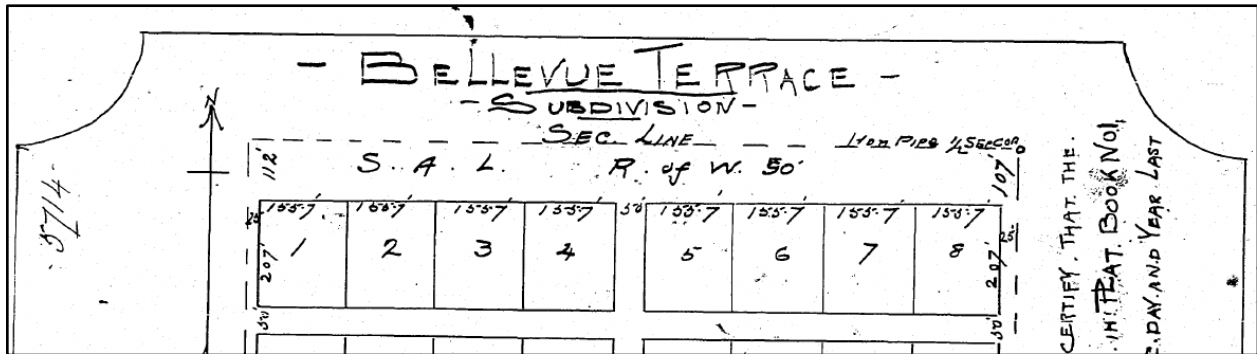 - BELLEVUE TERRACE -
- SUBDIVISION -
SEC. LINE
Iron Pipe ½ Sec Cor.
N
112'
S. A. L. R. of W. 50'
107'
5714
25' 155.7' 155.7' 155.7' 155.7' 50' 155.7' 155.7' 155.7' 155.7' 25'
207' 1 2 3 4 5 6 7 8 207'
50' 50'
CERTIFY. THAT. THE.
IN PLAT. BOOK NO 1,
DAY. AND YEAR LAST